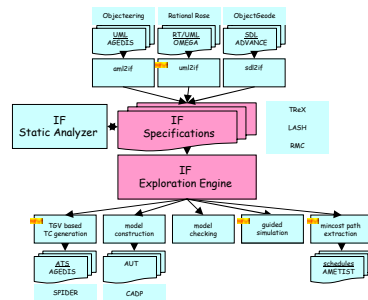 Objecteering
Rational Rose
ObjectGeode
UML
AGEDIS
RT/UML
OMEGA
SDL
ADVANCE
aml2if
uml2if
sdl2if
IF
Static Analyzer
IF
Specifications
TReX
LASH
RMC
IF
Exploration Engine
TGV based
TC generation
model
construction
model
checking
guided
simulation
mincost path
extraction
ATS
AGEDIS
AUT
schedules
AMETIST
SPIDER
CADP